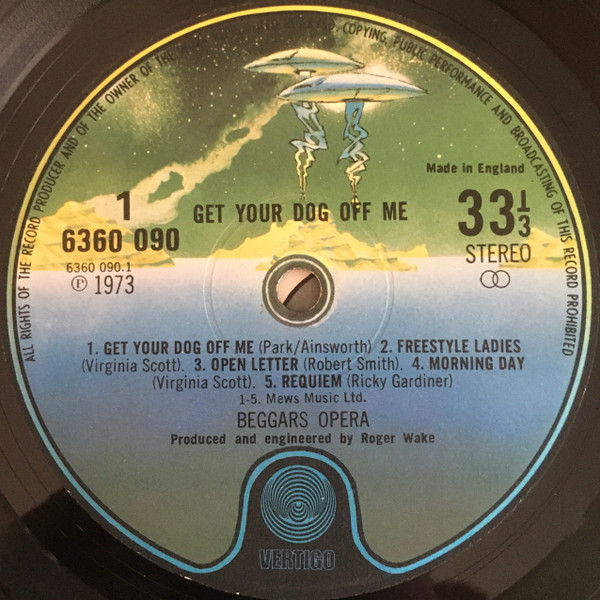 ALL RIGHTS OF THE RECORD PRODUCER AND OF THE OWNER OF THE
COPYING, PUBLIC PERFORMANCE AND BROADCASTING OF THIS RECORD PROHIBITED
Made in England
1
GET YOUR DOG OFF ME
33 1/3
6360 090
STEREO
6360 090.1
℗ 1973
1. GET YOUR DOG OFF ME (Park/Ainsworth) 2. FREESTYLE LADIES
(Virginia Scott). 3. OPEN LETTER (Robert Smith). 4. MORNING DAY
(Virginia Scott). 5. REQUIEM (Ricky Gardiner)
1-5. Mews Music Ltd.
BEGGARS OPERA
Produced and engineered by Roger Wake
VERTIGO